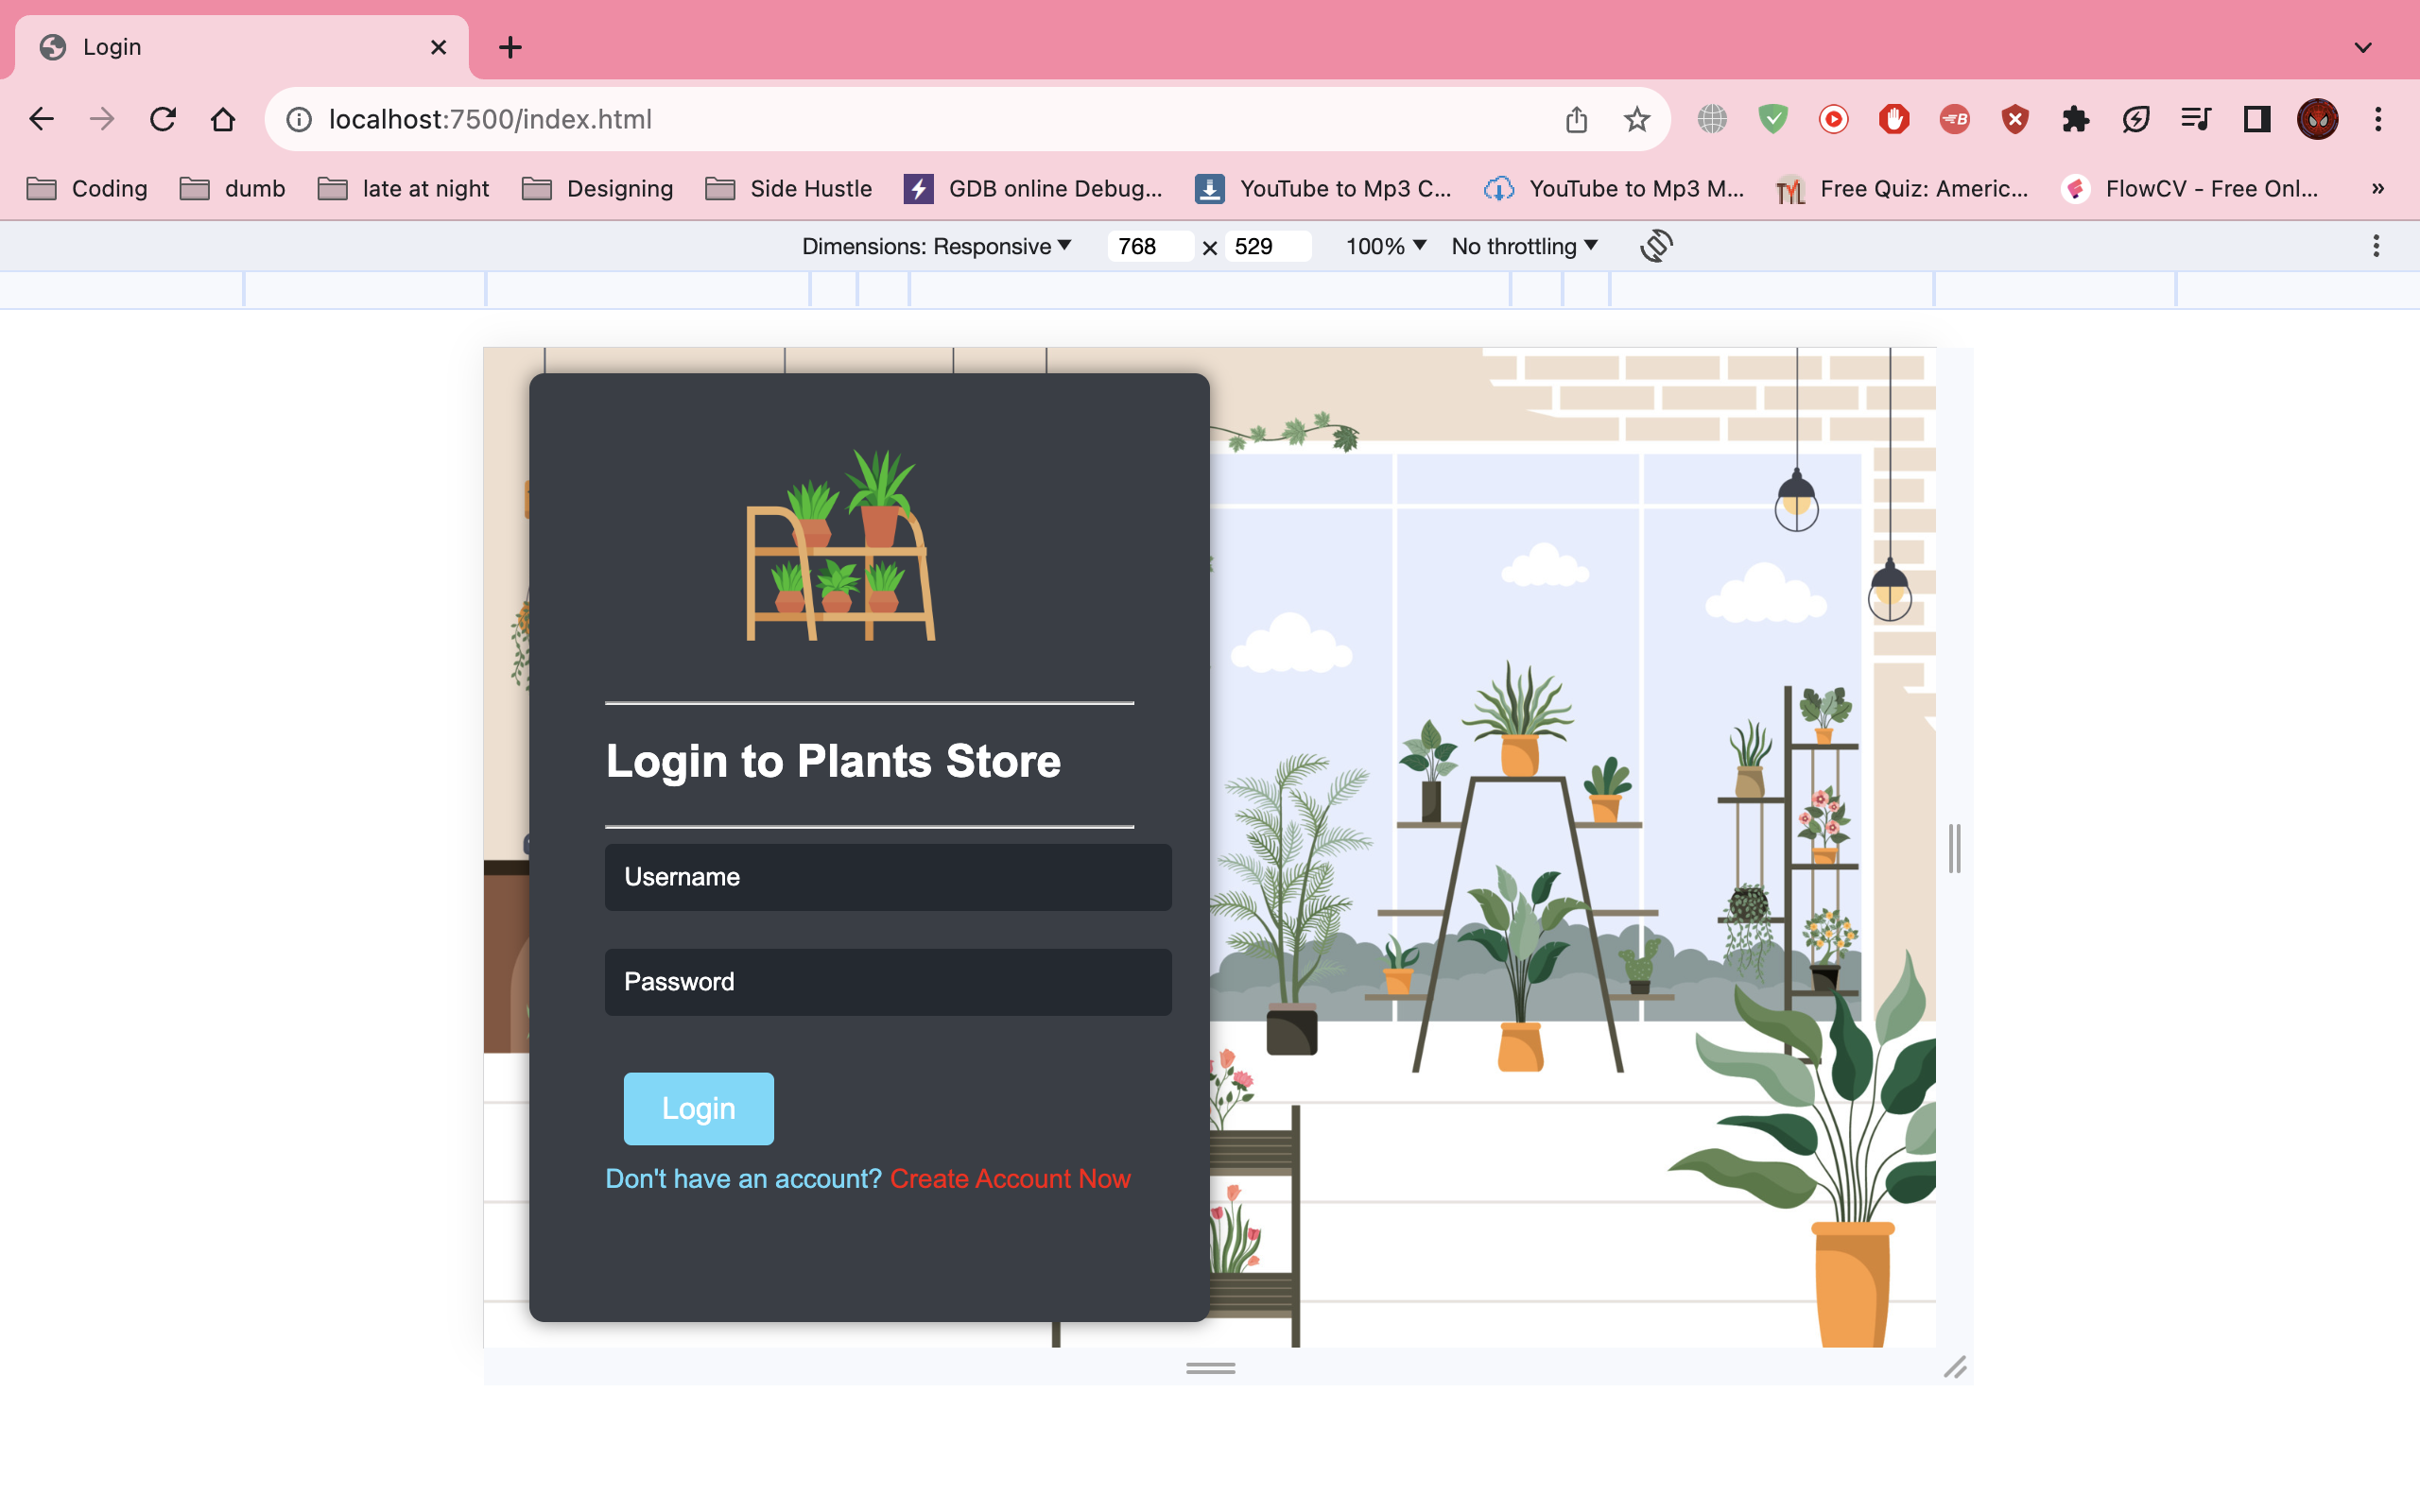 Login
localhost:7500/index.html
Coding dumb late at night Designing Side Hustle GDB online Debug... YouTube to Mp3 C... YouTube to Mp3 M... Free Quiz: Americ... FlowCV - Free Onl... »
Dimensions: Responsive 768 × 529 100% No throttling
Login to Plants Store
Username
Password
Login
Don't have an account? Create Account Now